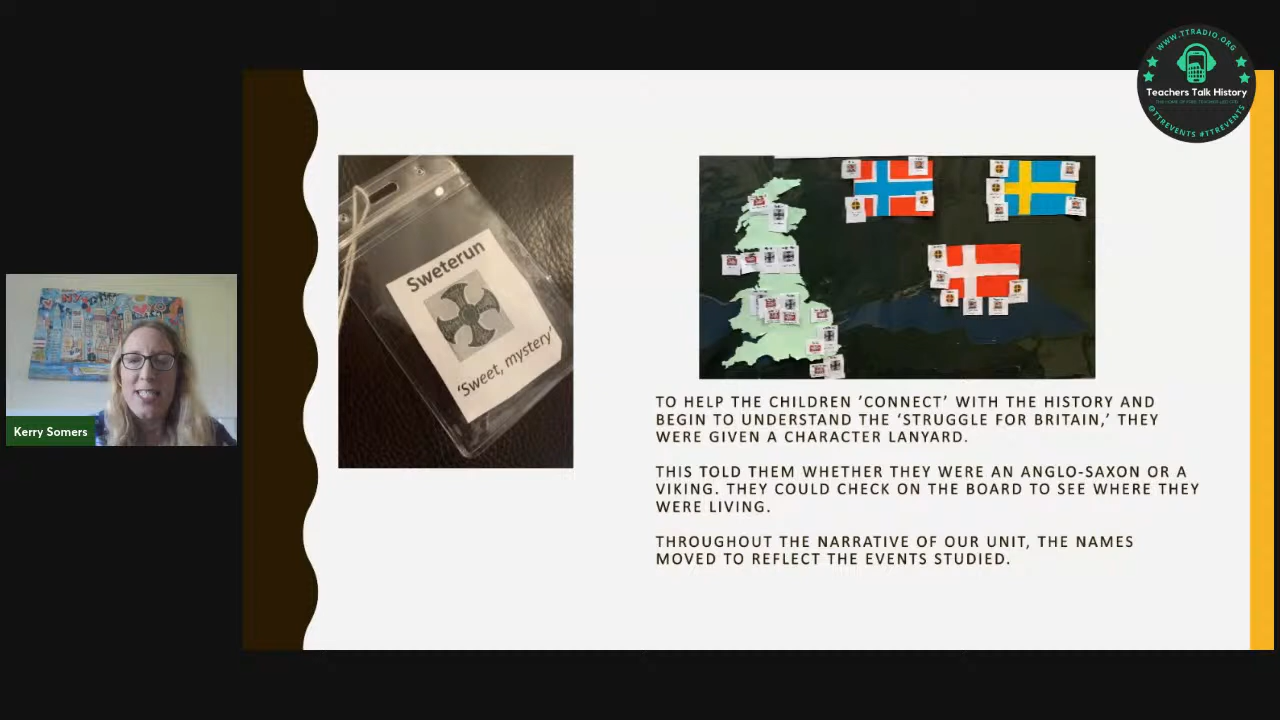 WWW.TTRADIO.ORG
Teachers Talk History
@TTREVENTS #TTREVENTS
Sweterun
'Sweet, mystery'
TO HELP THE CHILDREN 'CONNECT' WITH THE HISTORY AND
BEGIN TO UNDERSTAND THE 'STRUGGLE FOR BRITAIN,' THEY
WERE GIVEN A CHARACTER LANYARD.
THIS TOLD THEM WHETHER THEY WERE AN ANGLO-SAXON OR A
VIKING. THEY COULD CHECK ON THE BOARD TO SEE WHERE THEY
WERE LIVING.
THROUGHOUT THE NARRATIVE OF OUR UNIT, THE NAMES
MOVED TO REFLECT THE EVENTS STUDIED.
Kerry Somers